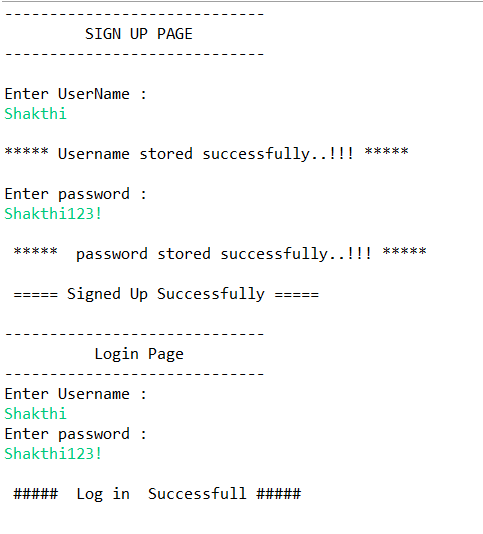 -----------------------------
SIGN UP PAGE
-----------------------------
Enter UserName :
Shakthi
***** Username stored successfully..!!! *****
Enter password :
Shakthi123!
*****  password stored successfully..!!! *****
===== Signed Up Successfully =====
-----------------------------
Login Page
-----------------------------
Enter Username :
Shakthi
Enter password :
Shakthi123!
#####  Log in  Successfull #####